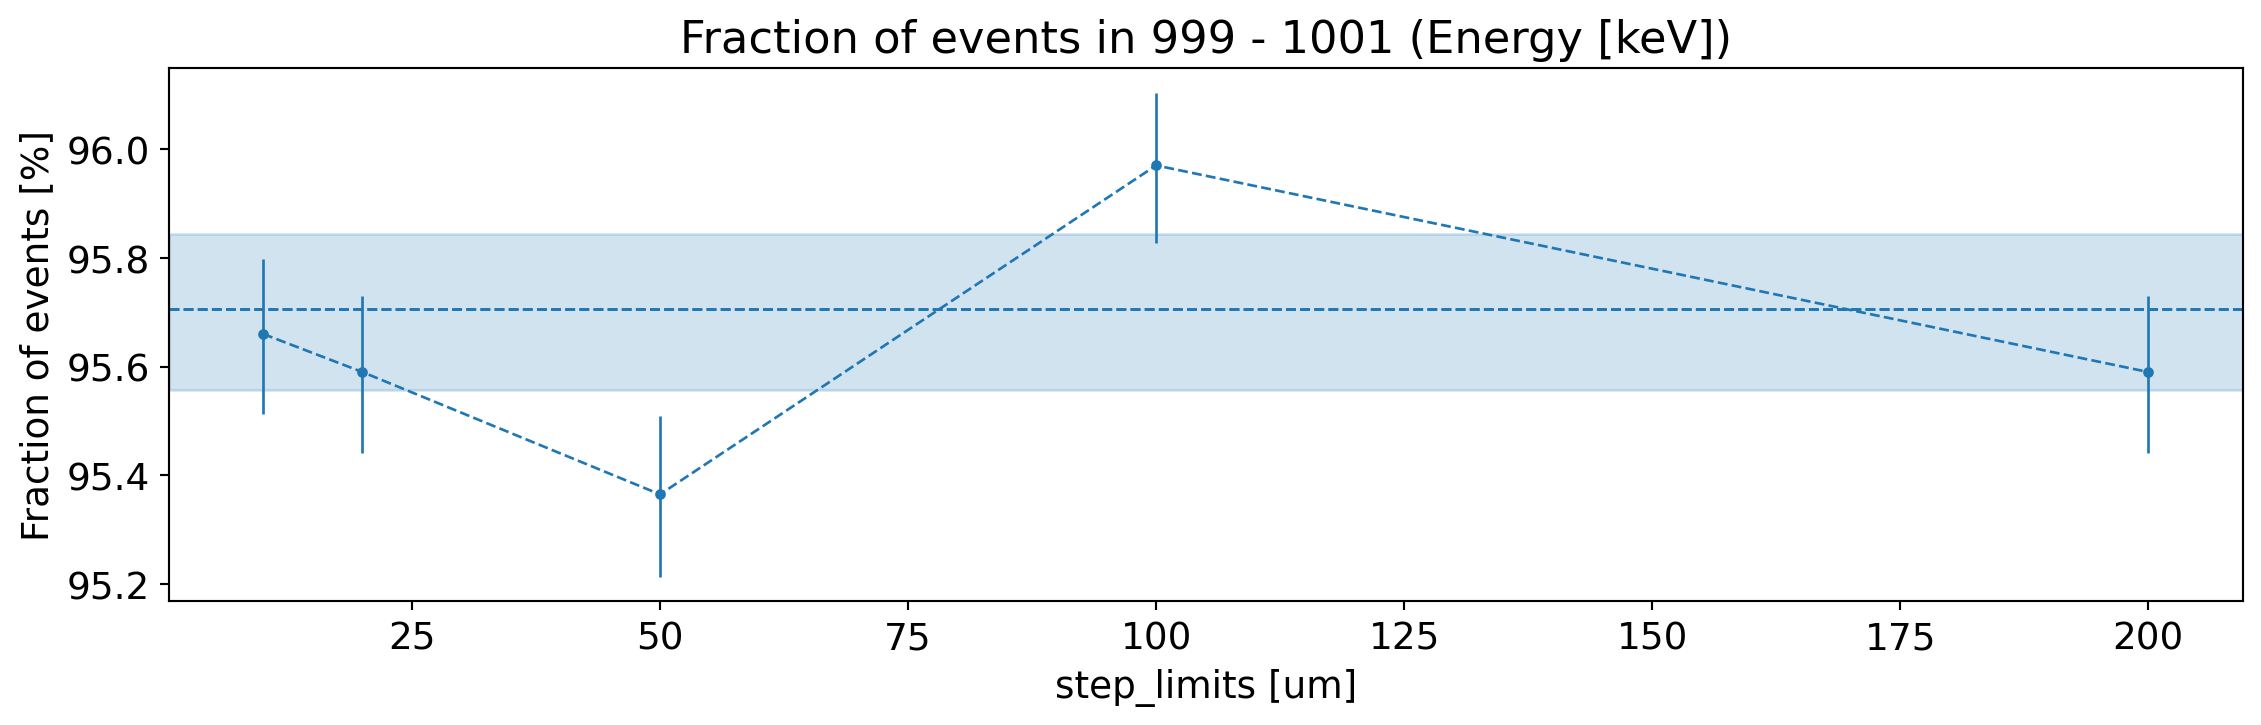 Fraction of events in 999 - 1001 (Energy [keV])
Fraction of events [%]
96.0
95.8
95.6
95.4
95.2
25 50 75 100 125 150 175 200
step_limits [um]